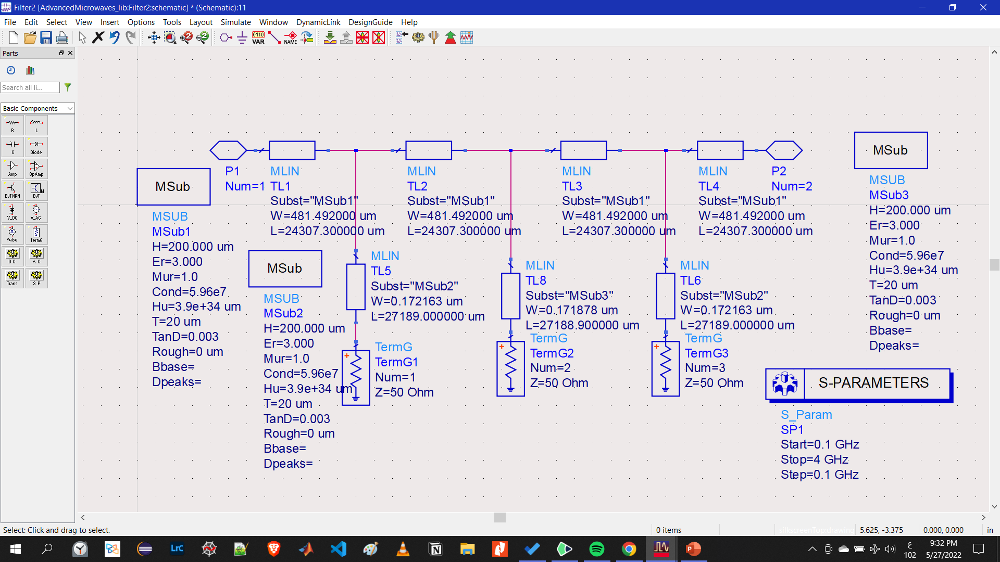 Filter2 [AdvancedMicrowaves_lib:Filter2:schematic] * (Schematic):11
File Edit Select View Insert Options Tools Layout Simulate Window DynamicLink DesignGuide Help
0110
VAR
NAME
Parts
Search all li...
Basic Components
R
L
C
Diode
Amp
OpAmp
BJTNPN
BJT
M
V_DC
V_AC
Pulse
TermG
D C
A C
Trans
S P
P1
Num=1
MLIN
TL1
Subst="MSub1"
W=481.492000 um
L=24307.300000 um
MLIN
TL2
Subst="MSub1"
W=481.492000 um
L=24307.300000 um
MLIN
TL3
Subst="MSub1"
W=481.492000 um
L=24307.300000 um
MLIN
TL4
Subst="MSub1"
W=481.492000 um
L=24307.300000 um
P2
Num=2
MSub
MSUB
MSub3
H=200.000 um
Er=3.000
Mur=1.0
Cond=5.96e7
Hu=3.9e+34 um
T=20 um
TanD=0.003
Rough=0 um
Bbase=
Dpeaks=
MSub
MSUB
MSub1
H=200.000 um
Er=3.000
Mur=1.0
Cond=5.96e7
Hu=3.9e+34 um
T=20 um
TanD=0.003
Rough=0 um
Bbase=
Dpeaks=
MSub
MSUB
MSub2
H=200.000 um
Er=3.000
Mur=1.0
Cond=5.96e7
Hu=3.9e+34 um
T=20 um
TanD=0.003
Rough=0 um
Bbase=
Dpeaks=
MLIN
TL5
Subst="MSub2"
W=0.172163 um
L=27189.000000 um
TermG
TermG1
Num=1
Z=50 Ohm
MLIN
TL8
Subst="MSub3"
W=0.171878 um
L=27188.900000 um
TermG
TermG2
Num=2
Z=50 Ohm
MLIN
TL6
Subst="MSub2"
W=0.172163 um
L=27189.000000 um
TermG
TermG3
Num=3
Z=50 Ohm
S-PARAMETERS
S_Param
SP1
Start=0.1 GHz
Stop=4 GHz
Step=0.1 GHz
Select: Click and drag to select.
0 items
silkscreenTop:drawing
5.625, -3.375
0.000, 0.000
in
LrC
ع
102
9:32 PM
5/27/2022